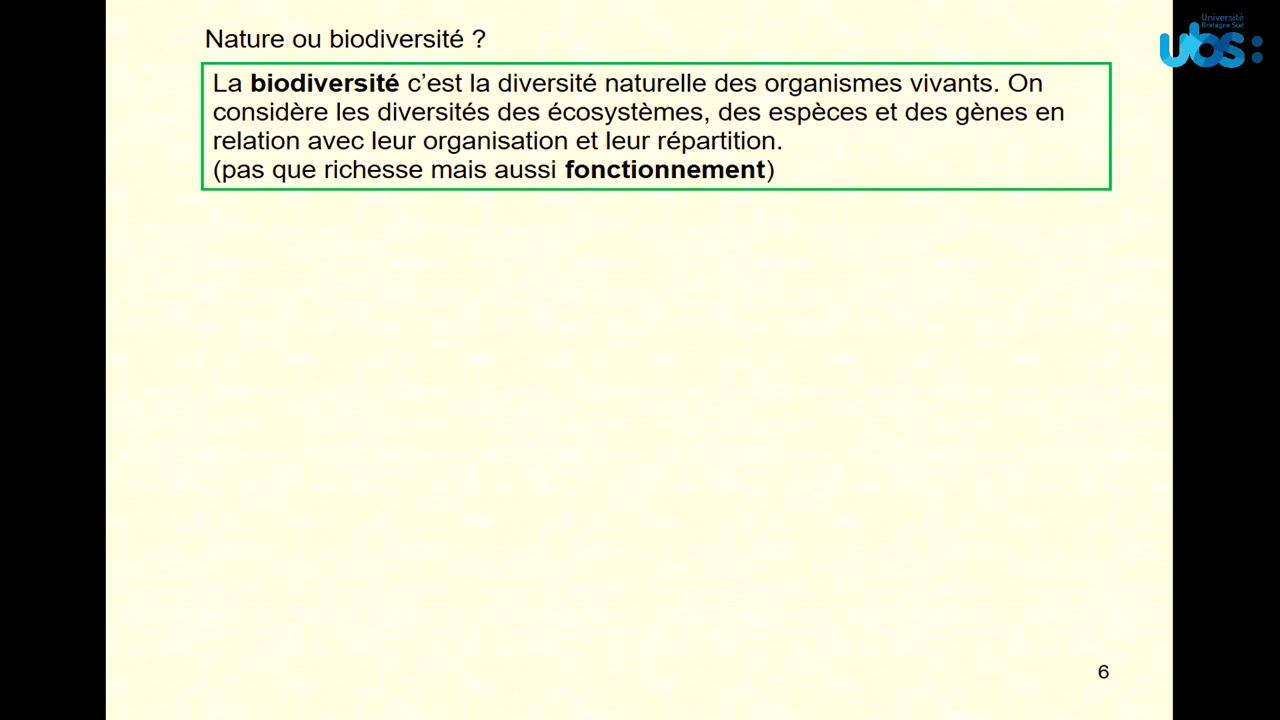 Nature ou biodiversité ?
La biodiversité c’est la diversité naturelle des organismes vivants. On
considère les diversités des écosystèmes, des espèces et des gènes en
relation avec leur organisation et leur répartition.
(pas que richesse mais aussi fonctionnement)
Université
Bretagne Sud
ubs:
6